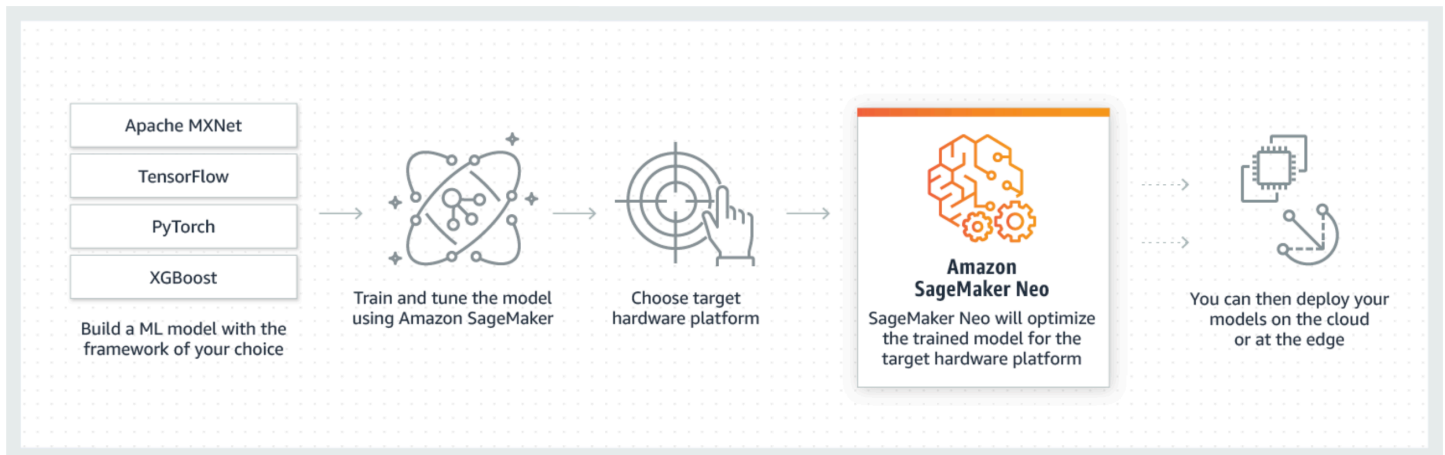 Apache MXNet
TensorFlow
PyTorch
XGBoost
Build a ML model with the
framework of your choice
Train and tune the model
using Amazon SageMaker
Choose target
hardware platform
Amazon
SageMaker Neo
SageMaker Neo will optimize
the trained model for the
target hardware platform
You can then deploy your
models on the cloud
or at the edge